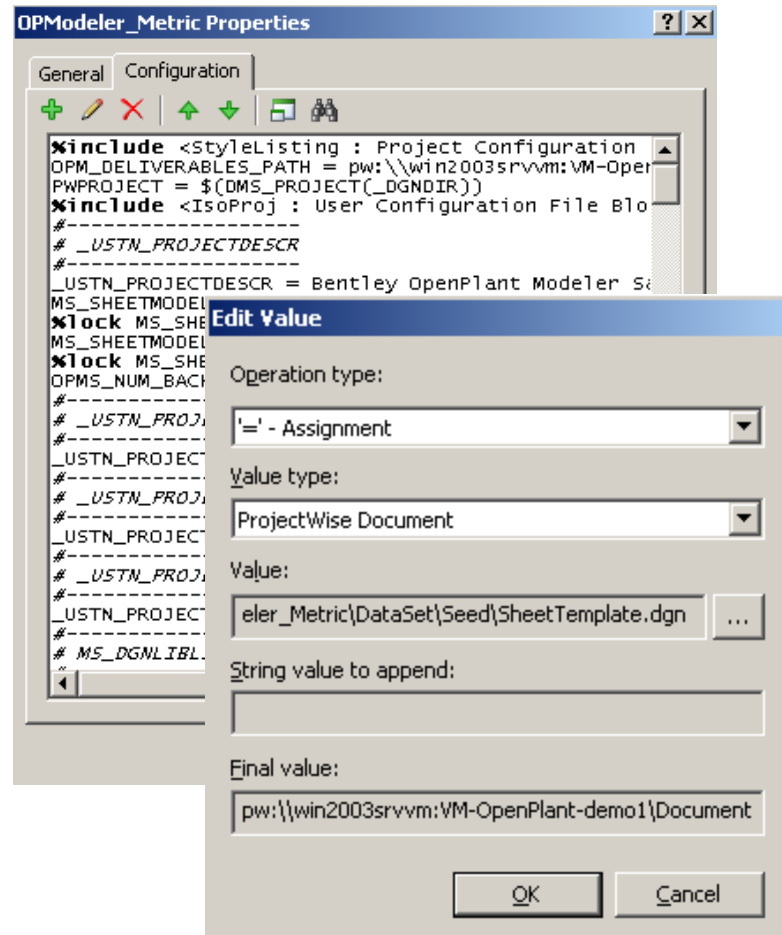 OPModeler_Metric Properties
General Configuration
%include <StyleListing : Project Configuration
OPM_DELIVERABLES_PATH = pw:\\win2003srvvm:VM-Oper
PWPROJECT = $(DMS_PROJECT(_DGNDIR))
%include <IsoProj : User Configuration File Blo
#--------------------
# _USTN_PROJECTDESCR
#--------------------
_USTN_PROJECTDESCR = Bentley OpenPlant Modeler Sa
MS_SHEETMODEL
%lock MS_SHE
MS_SHEETMODEL
%lock MS_SHE
OPMS_NUM_BACK
#------------
# _USTN_PROJ
#------------
_USTN_PROJECT
#------------
# _USTN_PROJ
#------------
_USTN_PROJECT
#------------
# _USTN_PROJ
#------------
_USTN_PROJECT
#------------
# MS_DGNLIBL
Edit Value
Operation type:
'=' - Assignment
Value type:
ProjectWise Document
Value:
eler_Metric\DataSet\Seed\SheetTemplate.dgn ...
String value to append:
Final value:
pw:\\win2003srvvm:VM-OpenPlant-demo1\Document
OK Cancel